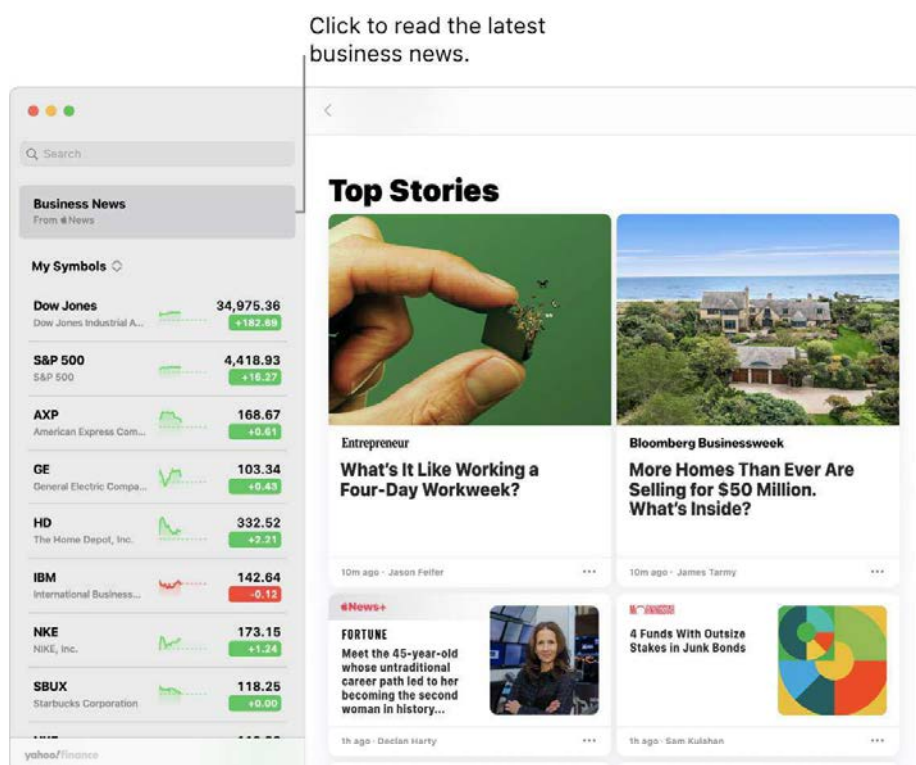 Click to read the latest
business news.
Search
Business News
From News
My Symbols
Dow Jones
Dow Jones Industrial A...
34,975.36
+182.69
S&P 500
S&P 500
4,418.93
+16.27
AXP
American Express Com...
168.67
+0.61
GE
General Electric Compa...
103.34
+0.43
HD
The Home Depot, Inc.
332.52
+2.21
IBM
International Business...
142.64
-0.12
NKE
NIKE, Inc.
173.15
+1.24
SBUX
Starbucks Corporation
118.25
+0.00
yahoo/finance
Top Stories
Entrepreneur
What's It Like Working a
Four-Day Workweek?
10m ago · Jason Feifer
Bloomberg Businessweek
More Homes Than Ever Are
Selling for $50 Million.
What's Inside?
10m ago · James Tarmy
News+
FORTUNE
Meet the 45-year-old
whose untraditional
career path led to her
becoming the second
woman in history...
1h ago · Declan Harty
MORNINGSTAR
4 Funds With Outsize
Stakes in Junk Bonds
1h ago · Sam Kulahan